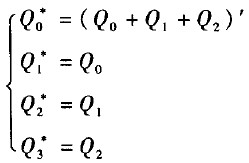 Q₀* = (Q₀ + Q₁ + Q₂)′
Q₁* = Q₀
Q₂* = Q₁
Q₃* = Q₂